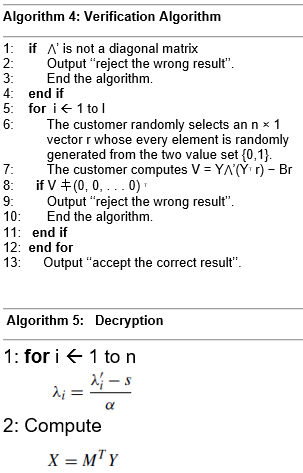 Algorithm 4: Verification Algorithm
1: if Λ’ is not a diagonal matrix
2: Output “reject the wrong result”.
3: End the algorithm.
4: end if
5: for i ← 1 to l
6: The customer randomly selects an n × 1
vector r whose every element is randomly
generated from the two value set {0,1}.
7: The customer computes V = YΛ’(Yᵀ r) − Br
8: if V ≠ (0, 0, . . . 0) ᵀ
9: Output “reject the wrong result”.
10: End the algorithm.
11: end if
12: end for
13: Output “accept the correct result”.
Algorithm 5: Decryption
1: for i ← 1 to n
λᵢ = (λ′ᵢ − s) / α
2: Compute
X = Mᵀ Y